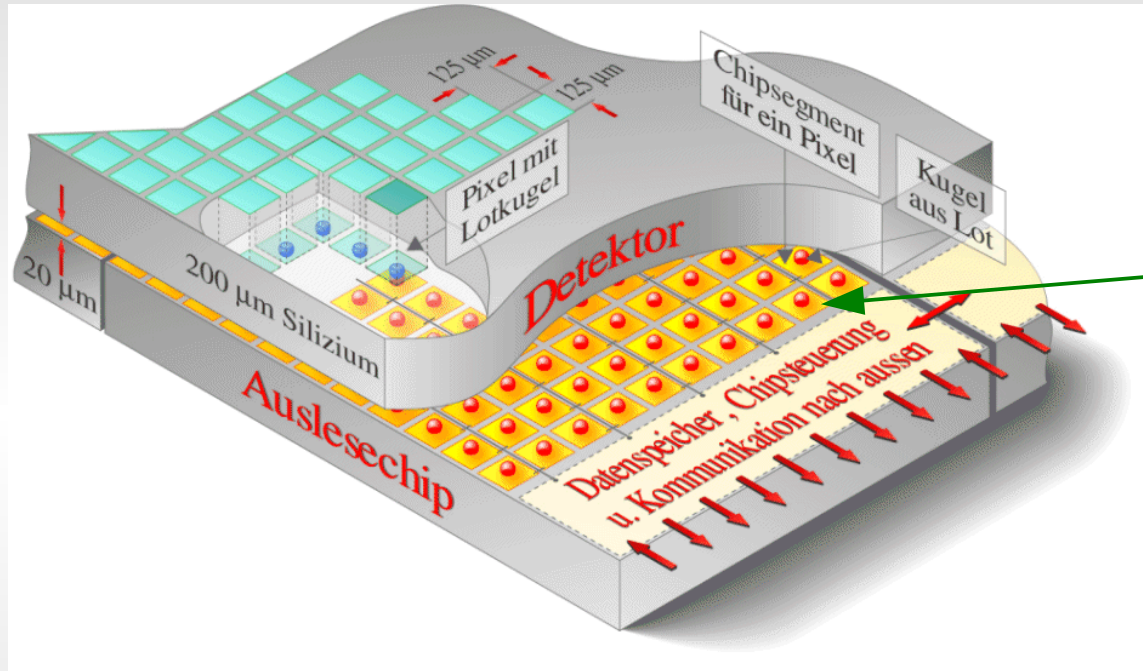 125 µm
125 µm
Chipsegment
für ein Pixel
Kugel
aus Lot
Pixel mit
Lotkugel
Detektor
20 µm
200 µm Silizium
Auslesechip
Datenspeicher , Chipsteuerung
u. Kommunikation nach aussen